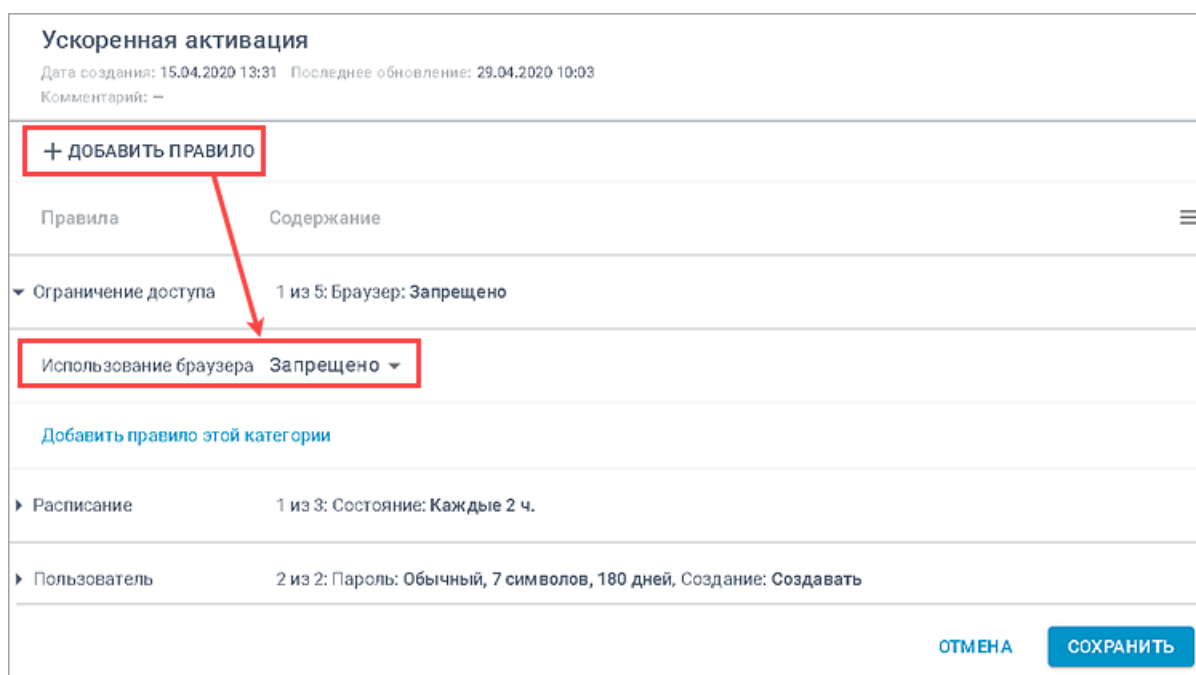 Ускоренная активация
Дата создания: 15.04.2020 13:31 Последнее обновление: 29.04.2020 10:03
Комментарий: —
+ ДОБАВИТЬ ПРАВИЛО
Правила Содержание
Ограничение доступа 1 из 5: Браузер: Запрещено
Использование браузера Запрещено
Добавить правило этой категории
Расписание 1 из 3: Состояние: Каждые 2 ч.
Пользователь 2 из 2: Пароль: Обычный, 7 символов, 180 дней, Создание: Создавать
ОТМЕНА СОХРАНИТЬ